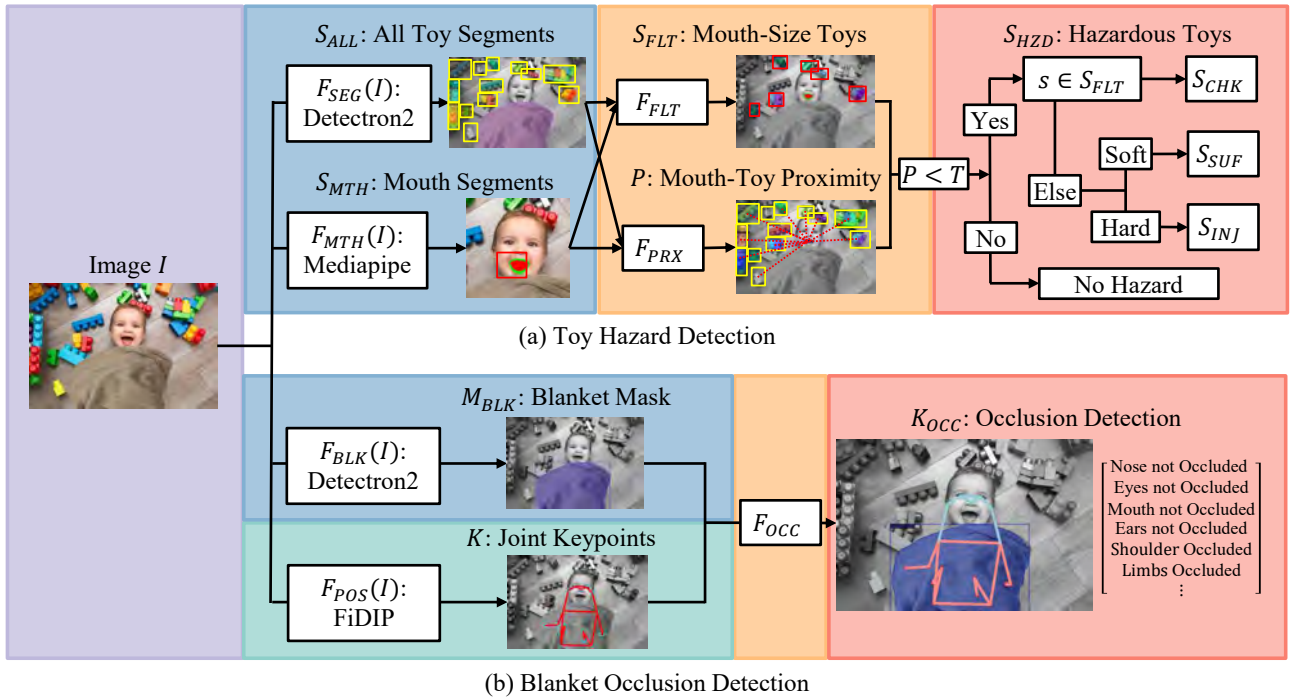 Image I
S_ALL: All Toy Segments
F_SEG(I):
Detectron2
S_MTH: Mouth Segments
F_MTH(I):
Mediapipe
S_FLT: Mouth-Size Toys
F_FLT
P: Mouth-Toy Proximity
F_PRX
P < T
S_HZD: Hazardous Toys
Yes
s ∈ S_FLT
S_CHK
Else
Soft
S_SUF
Hard
S_INJ
No
No Hazard
(a) Toy Hazard Detection
M_BLK: Blanket Mask
F_BLK(I):
Detectron2
K: Joint Keypoints
F_POS(I):
FiDIP
F_OCC
K_OCC: Occlusion Detection
Nose not Occluded
Eyes not Occluded
Mouth not Occluded
Ears not Occluded
Shoulder Occluded
Limbs Occluded
⋮
(b) Blanket Occlusion Detection